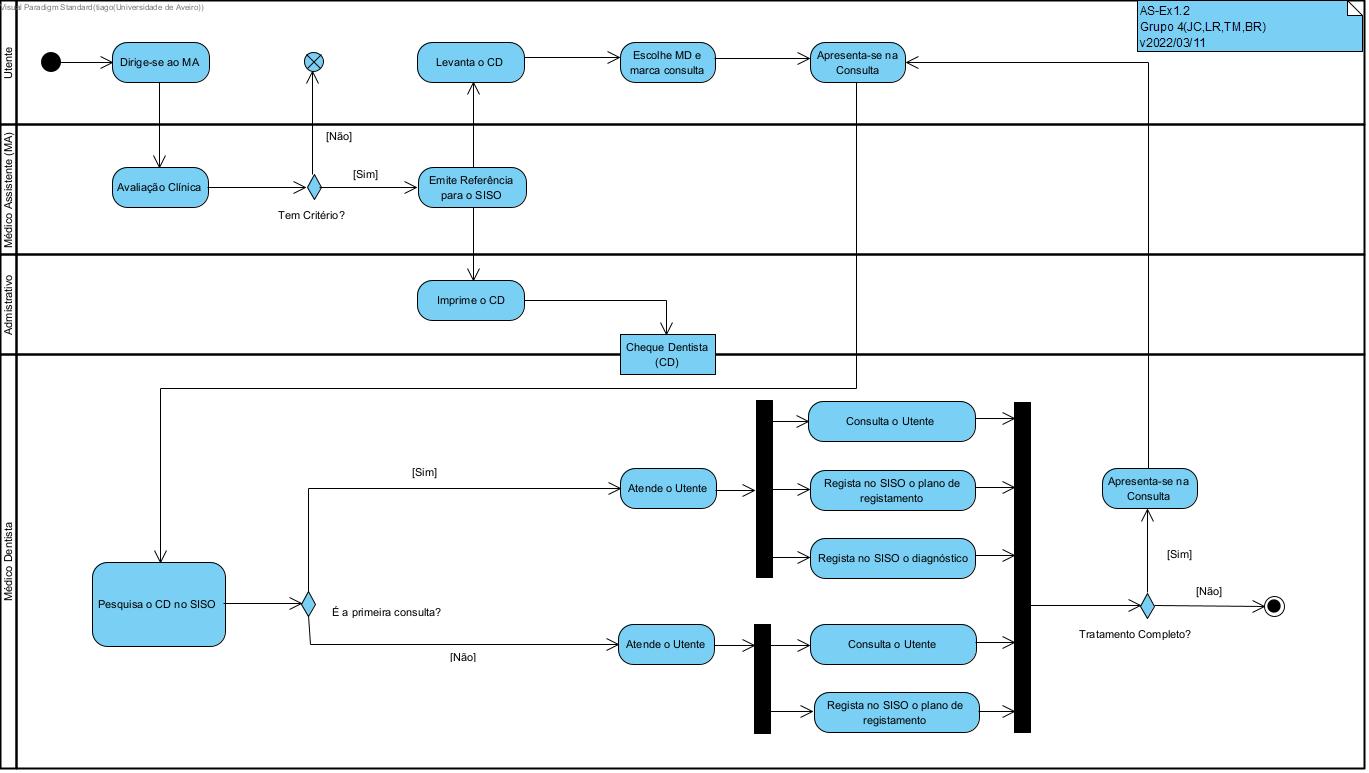 Visual Paradigm Standard(tiago(Universidade de Aveiro))
AS-Ex1.2
Grupo 4(JC,LR,TM,BR)
v2022/03/11
Utente
Dirige-se ao MA
Levanta o CD
Escolhe MD e
marca consulta
Apresenta-se na
Consulta
Médico Assistente (MA)
[Não]
Avaliação Clínica
[Sim]
Tem Critério?
Emite Referência
para o SISO
Admistrativo
Imprime o CD
Cheque Dentista
(CD)
Médico Dentista
Pesquisa o CD no SISO
É a primeira consulta?
[Sim]
Atende o Utente
Consulta o Utente
Regista no SISO o plano de
registamento
Regista no SISO o diagnóstico
[Não]
Atende o Utente
Consulta o Utente
Regista no SISO o plano de
registamento
Apresenta-se na
Consulta
[Sim]
[Não]
Tratamento Completo?